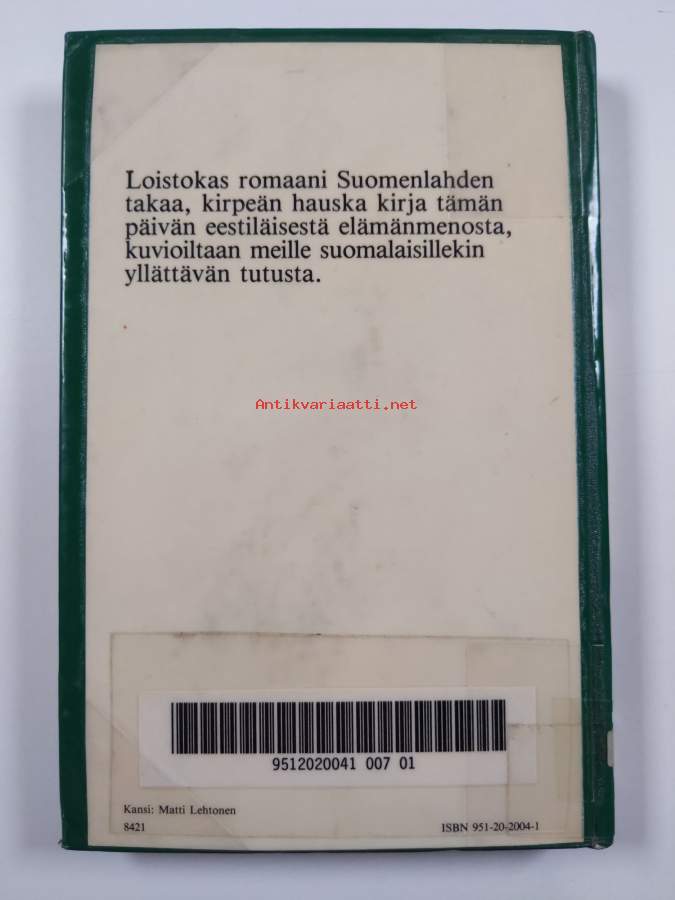 Loistokas romaani Suomenlahden
takaa, kirpeän hauska kirja tämän
päivän eestiläisestä elämänmenosta,
kuvioiltaan meille suomalaisillekin
yllättävän tutusta.
Antikvariaatti.net
9512020041 007 01
Kansi: Matti Lehtonen
8421 ISBN 951-20-2004-1